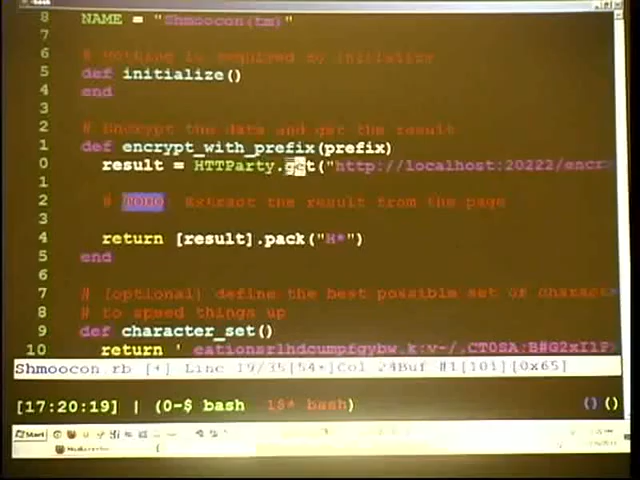 8 NAME = "Shmoocon(tm)"
7
6 # Nothing is required to initialize
5 def initialize()
4 end
3
2 # Encrypt the data and get the result
1 def encrypt_with_prefix(prefix)
0 result = HTTParty.get("http://localhost:20222/encr
1
2 # TODO: Extract the result from the page
3
4 return [result].pack("H*")
5 end
6
7 # (optional) define the best possible set of charac
8 # to speed things up
9 def character_set()
10 return '
Shmoocon.rb [+] Line 19/35[54*]Col 24Buf #1[101][0x65]
[17:20:19] | (0-$ bash 1$* bash) ()()
Start